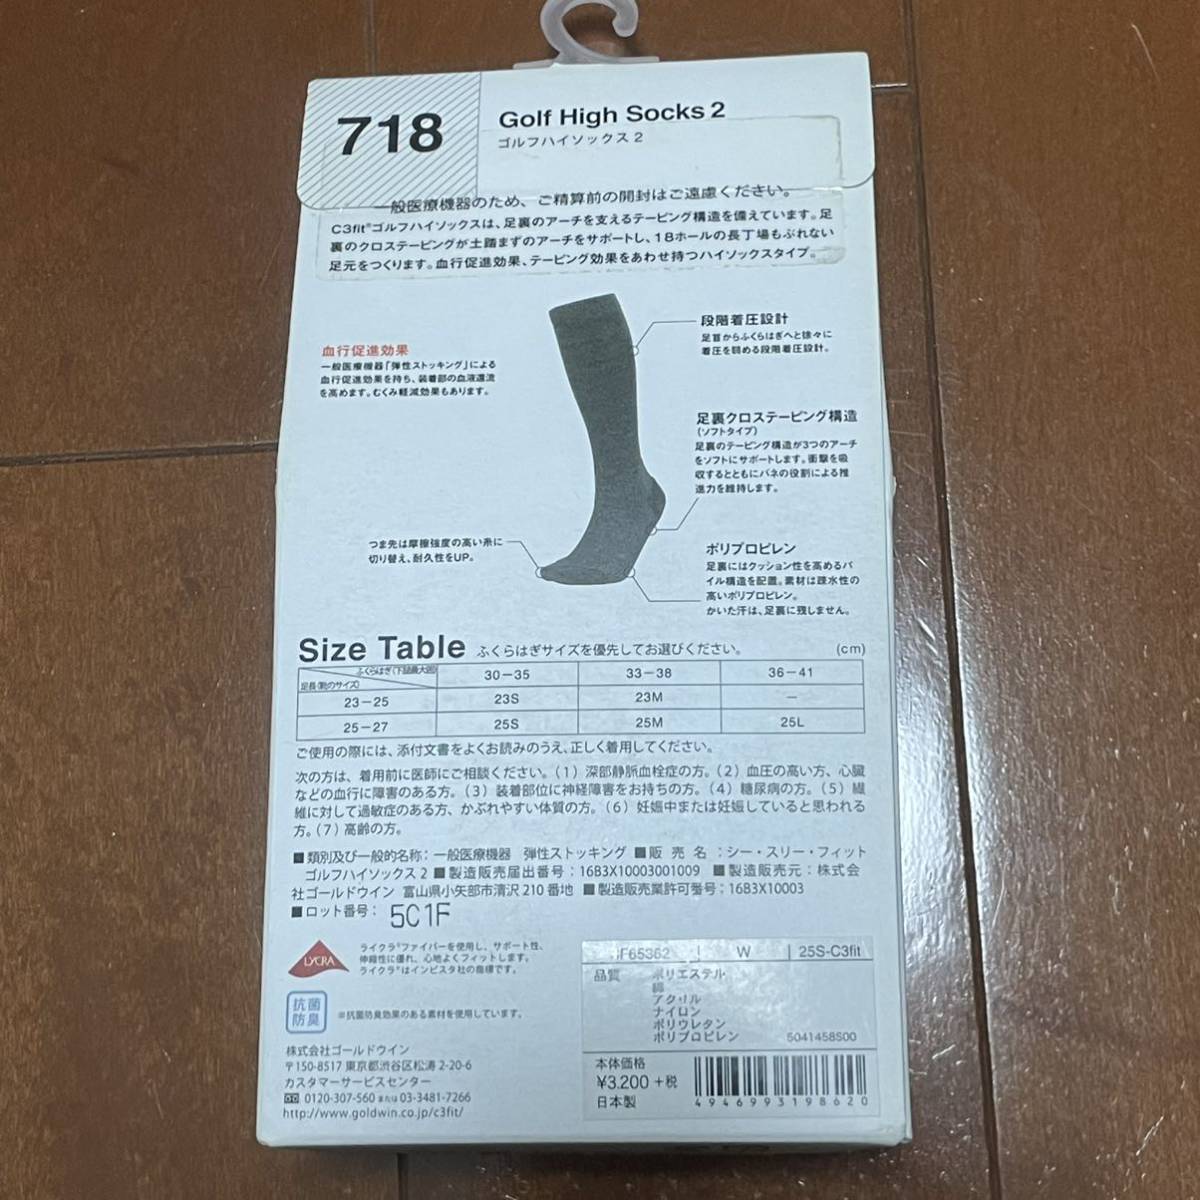 718
Golf High Socks 2
ゴルフハイソックス 2
一般医療機器のため、ご精算前の開封はご遠慮ください。
C3fit®ゴルフハイソックスは、足裏のアーチを支えるテーピング構造を備えています。足
裏のクロステーピングが土踏まずのアーチをサポートし、18ホールの長丁場もぶれない
足元をつくります。血行促進効果、テーピング効果をあわせ持つハイソックスタイプ。
血行促進効果
一般医療機器「弾性ストッキング」による
血行促進効果を持ち、装着部の血液還流
を高めます。むくみ軽減効果もあります。
段階着圧設計
足首からふくらはぎへと徐々に
着圧を弱める段階着圧設計。
足裏クロステーピング構造
(ソフトタイプ)
足裏のテーピング構造が3つのアーチ
をソフトにサポートします。衝撃を吸
収するとともにバネの役割による推
進力を維持します。
つま先は摩擦強度の高い糸に
切り替え、耐久性をUP。
ポリプロピレン
足裏にはクッション性を高めるパ
イル構造を配置。素材は疎水性の
高いポリプロピレン。
かいた汗は、足裏に残しません。
Size Table ふくらはぎサイズを優先してお選びください。 (cm)
ふくらはぎ(下腿最大囲) 30−35 33−38 36−41
足長(靴のサイズ)
23−25 23S 23M −
25−27 25S 25M 25L
ご使用の際には、添付文書をよくお読みのうえ、正しく着用してください。
次の方は、着用前に医師にご相談ください。(1) 深部静脈血栓症の方。(2) 血圧の高い方、心臓
などの血行に障害のある方。(3) 装着部位に神経障害をお持ちの方。(4) 糖尿病の方。(5) 繊
維に対して過敏症のある方、かぶれやすい体質の方。(6) 妊娠中または妊娠していると思われる
方。(7) 高齢の方。
■類別及び一般的名称：一般医療機器 弾性ストッキング ■販売名：シー・スリー・フィット
ゴルフハイソックス 2 ■製造販売届出番号：16B3X10003001009 ■製造販売元：株式会
社ゴールドウイン 富山県小矢部市清沢 210 番地 ■製造販売業許可番号：16B3X10003
■ロット番号： 5C1F
LYCRA
ライクラ®ファイバーを使用し、サポート性、
伸縮性に優れ、心地よくフィットします。
ライクラ®はインビスタ社の商標です。
抗菌
防臭
※抗菌防臭効果のある素材を使用しています。
株式会社ゴールドウイン
〒150-8517 東京都渋谷区松濤 2-20-6
カスタマーサービスセンター
0120-307-560 または 03-3481-7266
http://www.goldwin.co.jp/c3fit/
IF65362 W 25S-C3fit
品質 ポリエステル
綿
アクリル
ナイロン
ポリウレタン
ポリプロピレン 5041458S00
本体価格
¥3,200 +税
日本製
4946993198620